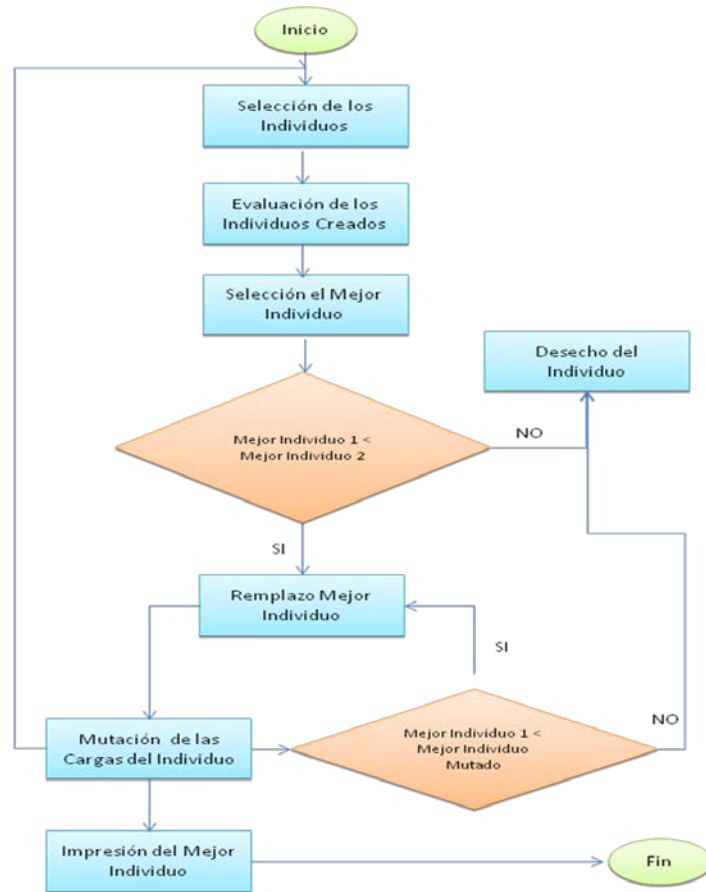 Inicio
Selección de los
Individuos
Evaluación de los
Individuos Creados
Selección el Mejor
Individuo
Desecho del
Individuo
Mejor Individuo 1 <
Mejor Individuo 2
NO
SI
Remplazo Mejor
Individuo
SI
NO
Mutación de las
Cargas del Individuo
Mejor Individuo 1 <
Mejor Individuo
Mutado
Impresión del Mejor
Individuo
Fin